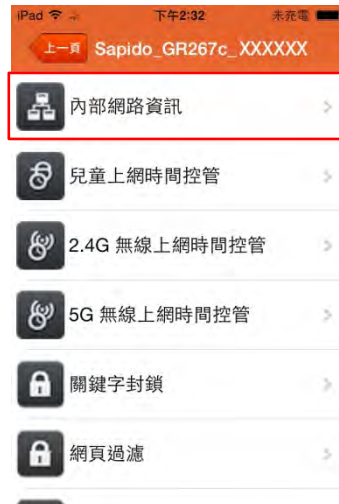 iPad 下午2:32 未充電
上一頁 Sapido_GR267c_XXXXXX
內部網路資訊
兒童上網時間控管
2.4G 無線上網時間控管
5G 無線上網時間控管
關鍵字封鎖
網頁過濾